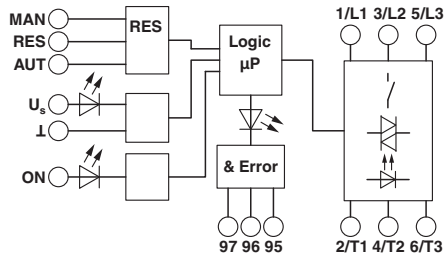 MAN
RES
AUT
RES
Us
⊥
ON
Logic
µP
& Error
97 96 95
1/L1 3/L2 5/L3
2/T1 4/T2 6/T3